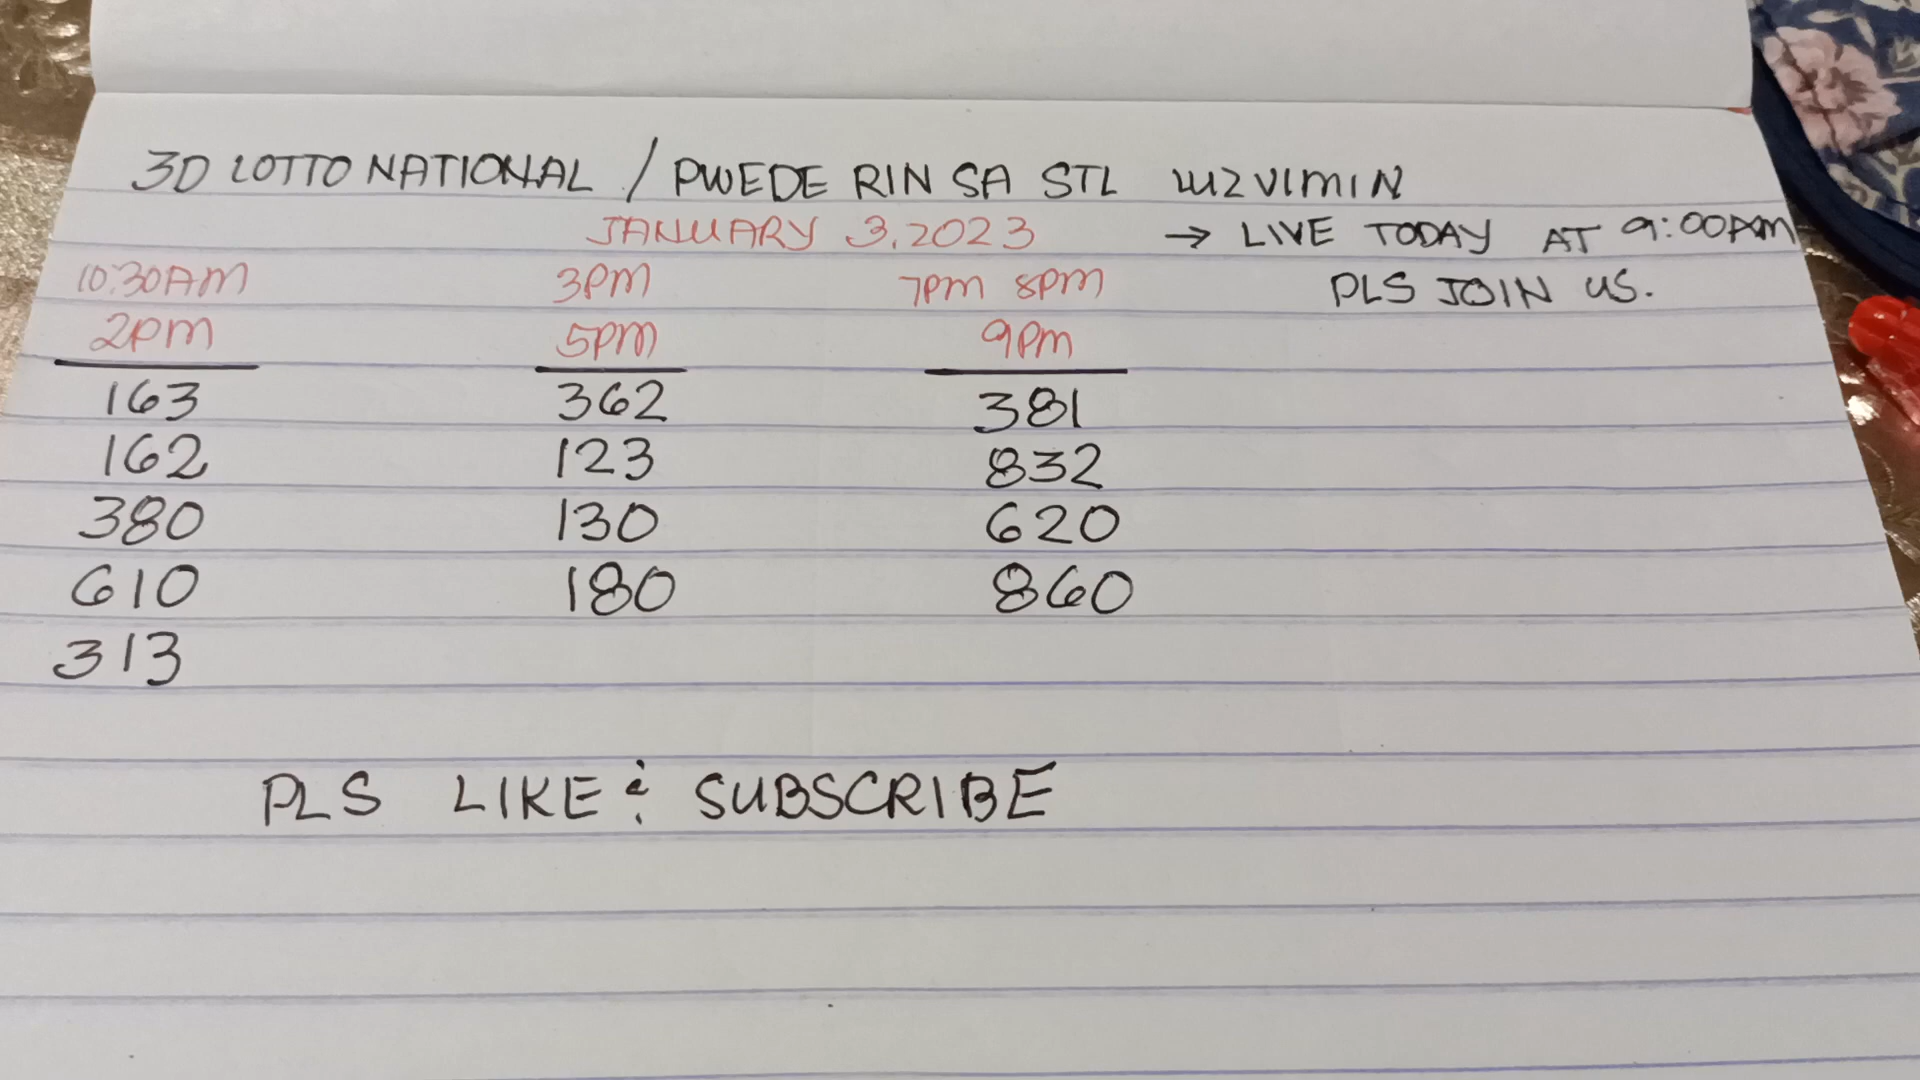 3D LOTTO NATIONAL / PWEDE RIN SA STL LUZVIMIN
JANUARY 3, 2023 → LIVE TODAY AT 9:00AM
10:30AM 3PM 7PM 8PM PLS JOIN US.
2PM 5PM 9PM
163 362 381
162 123 832
380 130 620
610 180 860
313
PLS LIKE & SUBSCRIBE